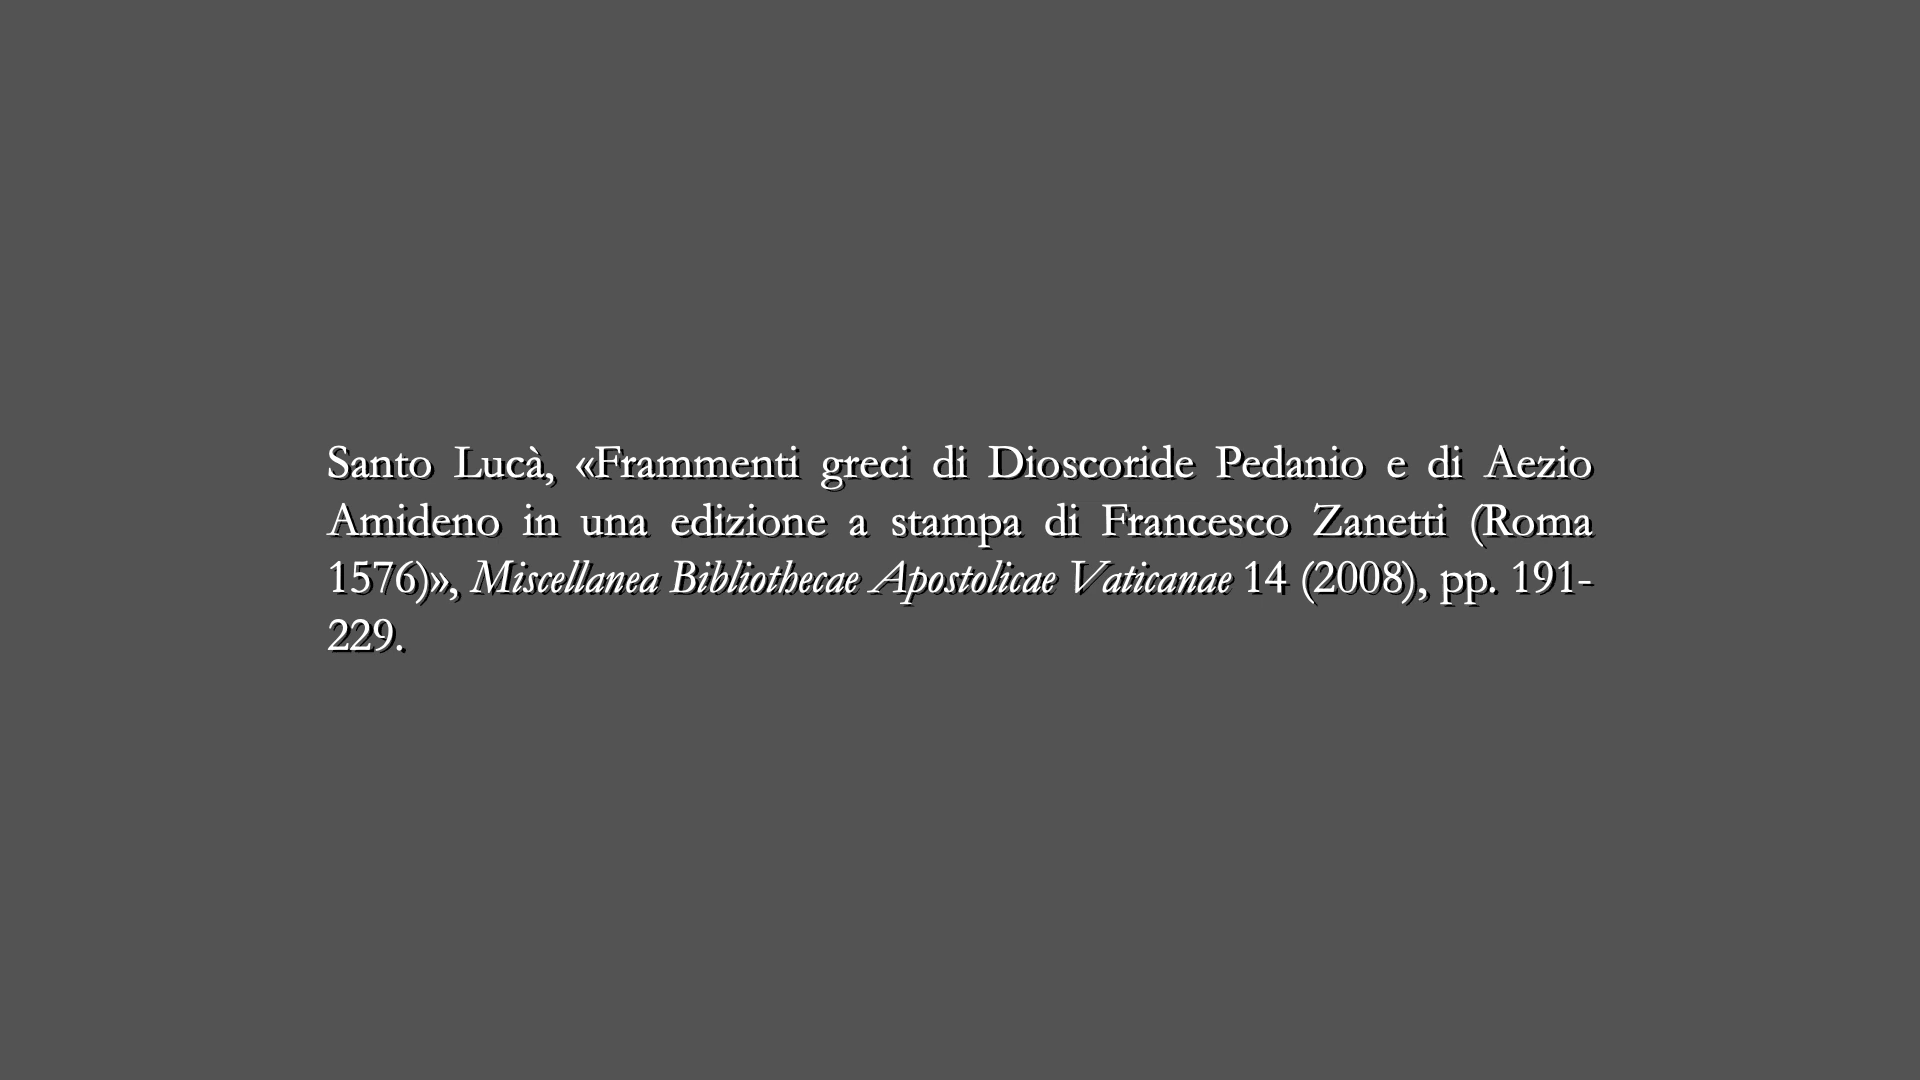 Santo Lucà, «Frammenti greci di Dioscoride Pedanio e di Aezio
Amideno in una edizione a stampa di Francesco Zanetti (Roma
1576)», Miscellanea Bibliothecae Apostolicae Vaticanae 14 (2008), pp. 191-
229.